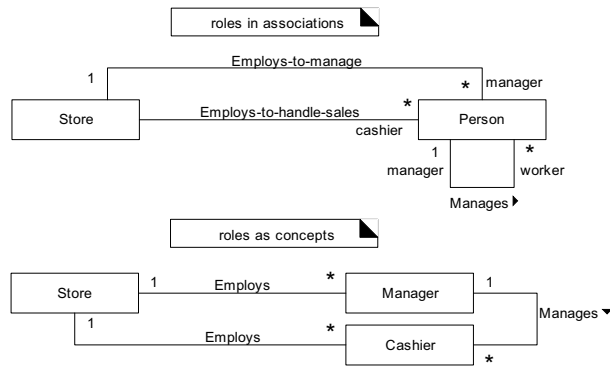 roles in associations
Employs-to-manage
1
* manager
Store
Employs-to-handle-sales
*
cashier
Person
1
*
manager
worker
Manages
roles as concepts
Store
1
Employs
*
Manager
1
1
Employs
*
Cashier
*
Manages